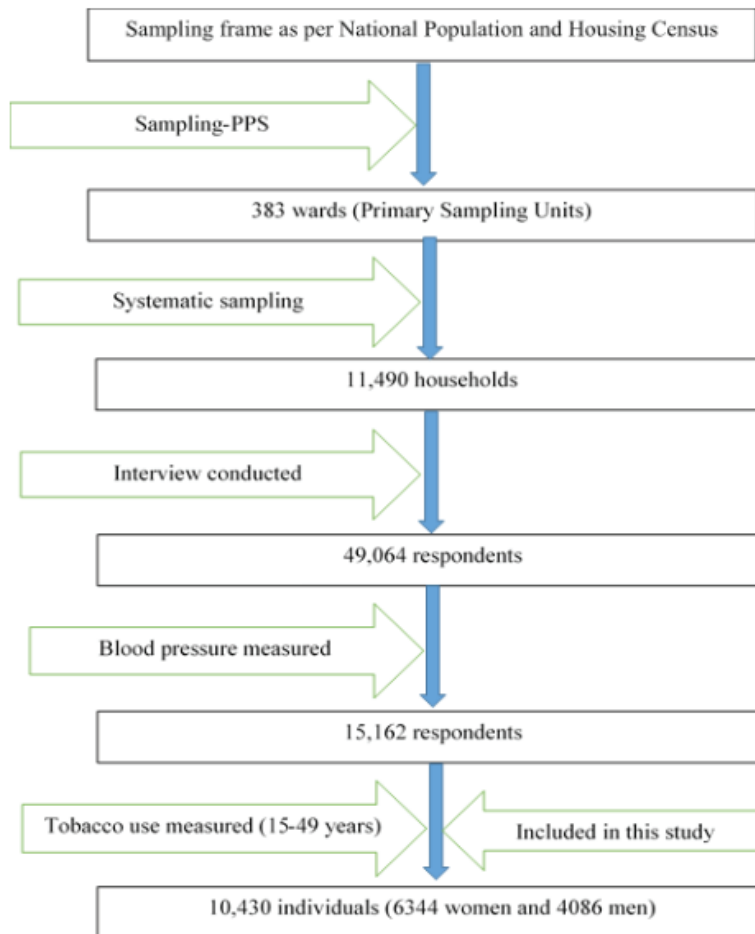 Sampling frame as per National Population and Housing Census
Sampling-PPS
383 wards (Primary Sampling Units)
Systematic sampling
11,490 households
Interview conducted
49,064 respondents
Blood pressure measured
15,162 respondents
Tobacco use measured (15-49 years)
Included in this study
10,430 individuals (6344 women and 4086 men)